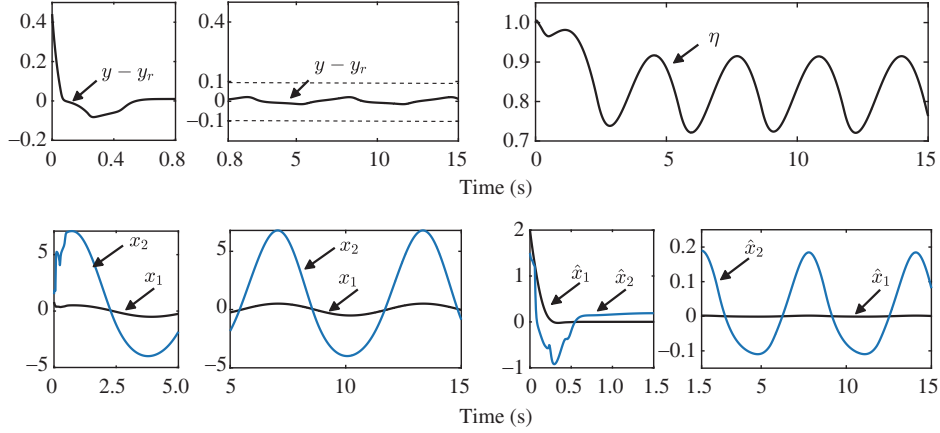 0.4
0.2
0
−0.2
y − y_r
0 0.4 0.8
0.1
0
−0.1
y − y_r
0.8 5 10 15
1.0
0.9
0.8
0.7
η
0 5 10 15
Time (s)
5
0
−5
x_2
x_1
0 2.5 5.0
5
0
−5
x_2
x_1
5 10 15
2
1
0
−1
x̂_1 x̂_2
0 0.5 1.0 1.5
0.2
0.1
0
−0.1
x̂_2
x̂_1
1.5 5 10 15
Time (s)